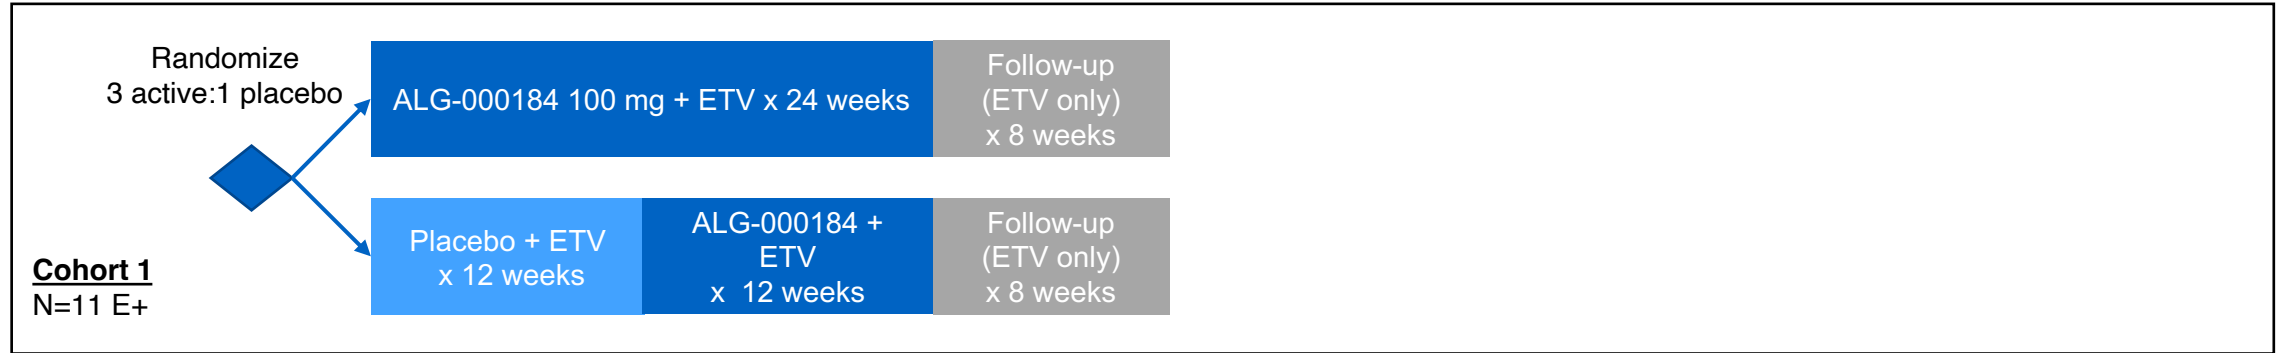 Randomize
3 active:1 placebo
ALG-000184 100 mg + ETV x 24 weeks
Follow-up
(ETV only)
x 8 weeks
Placebo + ETV
x 12 weeks
ALG-000184 +
ETV
x 12 weeks
Follow-up
(ETV only)
x 8 weeks
Cohort 1
N=11 E+